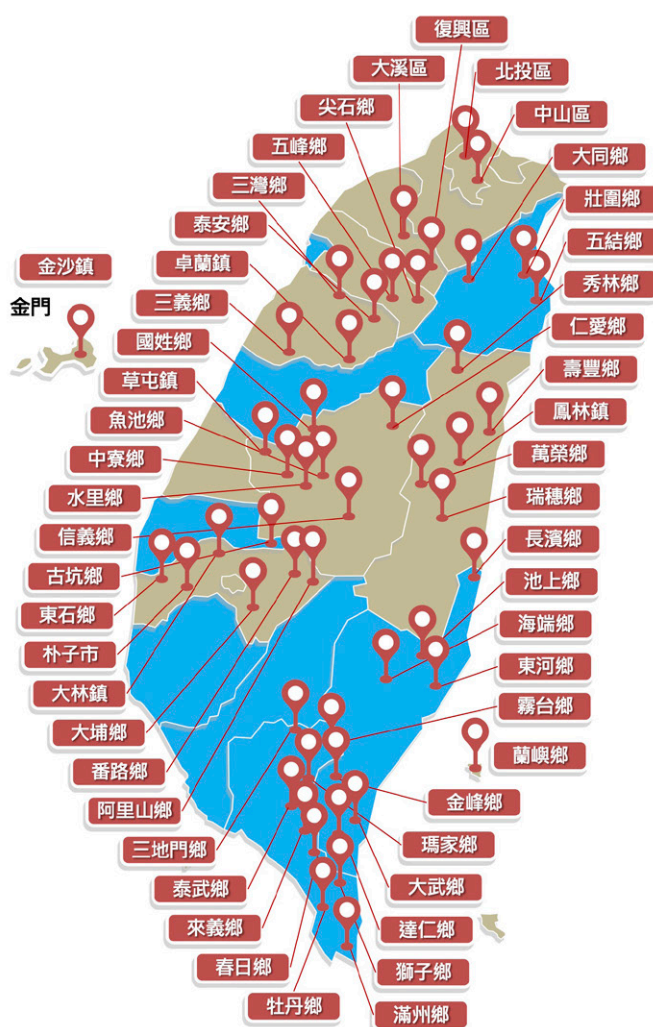 復興區
大溪區
北投區
尖石鄉
中山區
五峰鄉
大同鄉
三灣鄉
壯圍鄉
泰安鄉
五結鄉
卓蘭鎮
金沙鎮
秀林鄉
金門
三義鄉
仁愛鄉
國姓鄉
壽豐鄉
草屯鎮
鳳林鎮
魚池鄉
中寮鄉
萬榮鄉
水里鄉
瑞穗鄉
信義鄉
長濱鄉
古坑鄉
池上鄉
東石鄉
海端鄉
朴子市
東河鄉
大林鎮
霧台鄉
大埔鄉
蘭嶼鄉
番路鄉
金峰鄉
阿里山鄉
瑪家鄉
三地門鄉
大武鄉
泰武鄉
達仁鄉
來義鄉
春日鄉
獅子鄉
牡丹鄉
滿州鄉